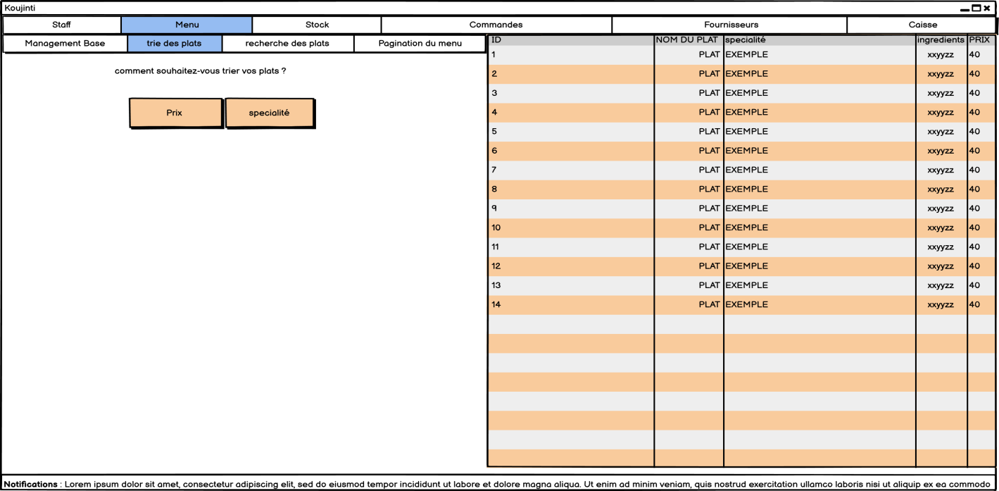 Koujinti
Staff Menu Stock Commandes Fournisseurs Caisse
Management Base trie des plats recherche des plats Pagination du menu
comment souhaitez-vous trier vos plats ?
Prix specialité
ID NOM DU PLAT specialité ingredients PRIX
1 PLAT EXEMPLE xxyyzz 40
2 PLAT EXEMPLE xxyyzz 40
3 PLAT EXEMPLE xxyyzz 40
4 PLAT EXEMPLE xxyyzz 40
5 PLAT EXEMPLE xxyyzz 40
6 PLAT EXEMPLE xxyyzz 40
7 PLAT EXEMPLE xxyyzz 40
8 PLAT EXEMPLE xxyyzz 40
9 PLAT EXEMPLE xxyyzz 40
10 PLAT EXEMPLE xxyyzz 40
11 PLAT EXEMPLE xxyyzz 40
12 PLAT EXEMPLE xxyyzz 40
13 PLAT EXEMPLE xxyyzz 40
14 PLAT EXEMPLE xxyyzz 40
Notifications : Lorem ipsum dolor sit amet, consectetur adipiscing elit, sed do eiusmod tempor incididunt ut labore et dolore magna aliqua. Ut enim ad minim veniam, quis nostrud exercitation ullamco laboris nisi ut aliquip ex ea commodo